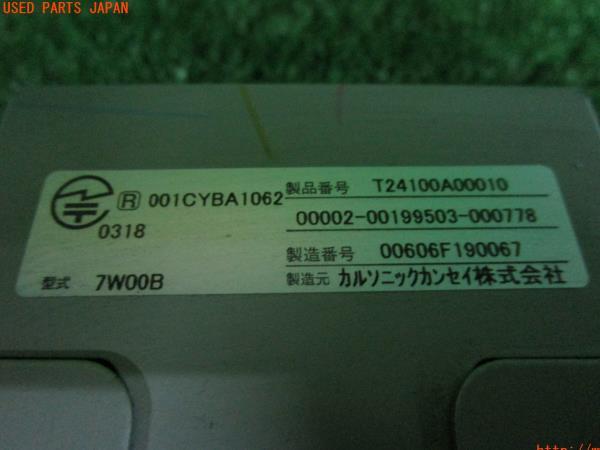 USED PARTS JAPAN
R 001CYBA1062
0318
型式 7W00B
製品番号 T24100A00010
00002-00199503-000778
製造番号 00606F190067
製造元 カルソニックカンセイ株式会社